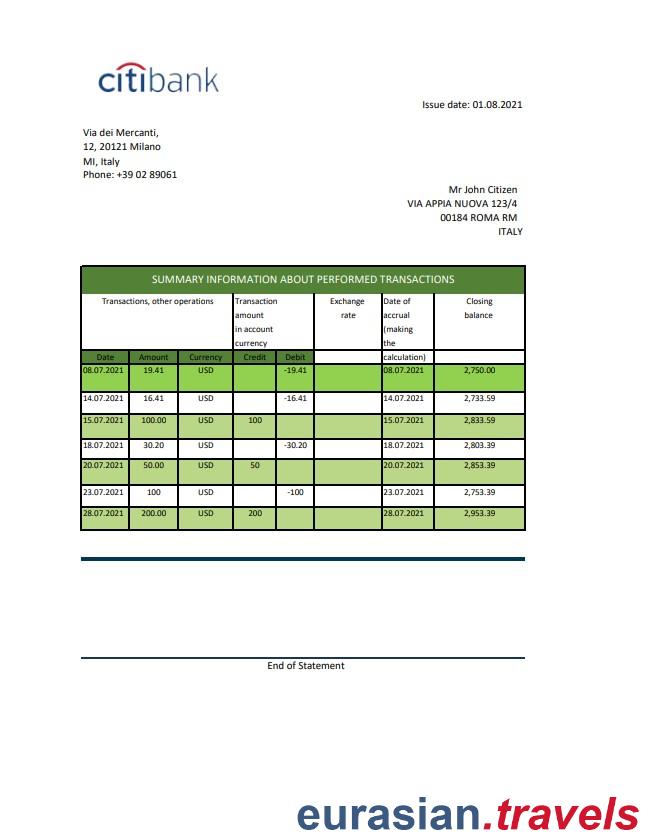 citibank
Issue date: 01.08.2021
Via dei Mercanti,
12, 20121 Milano
MI, Italy
Phone: +39 02 89061
Mr John Citizen
VIA APPIA NUOVA 123/4
00184 ROMA RM
ITALY
SUMMARY INFORMATION ABOUT PERFORMED TRANSACTIONS
Transactions, other operations Transaction Exchange Date of Closing
amount rate accrual balance
in account (making
currency the
Date Amount Currency Credit Debit calculation)
08.07.2021 19.41 USD -19.41 08.07.2021 2,750.00
14.07.2021 16.41 USD -16.41 14.07.2021 2,733.59
15.07.2021 100.00 USD 100 15.07.2021 2,833.59
18.07.2021 30.20 USD -30.20 18.07.2021 2,803.39
20.07.2021 50.00 USD 50 20.07.2021 2,853.39
23.07.2021 100 USD -100 23.07.2021 2,753.39
28.07.2021 200.00 USD 200 28.07.2021 2,953.39
End of Statement
eurasian.travels